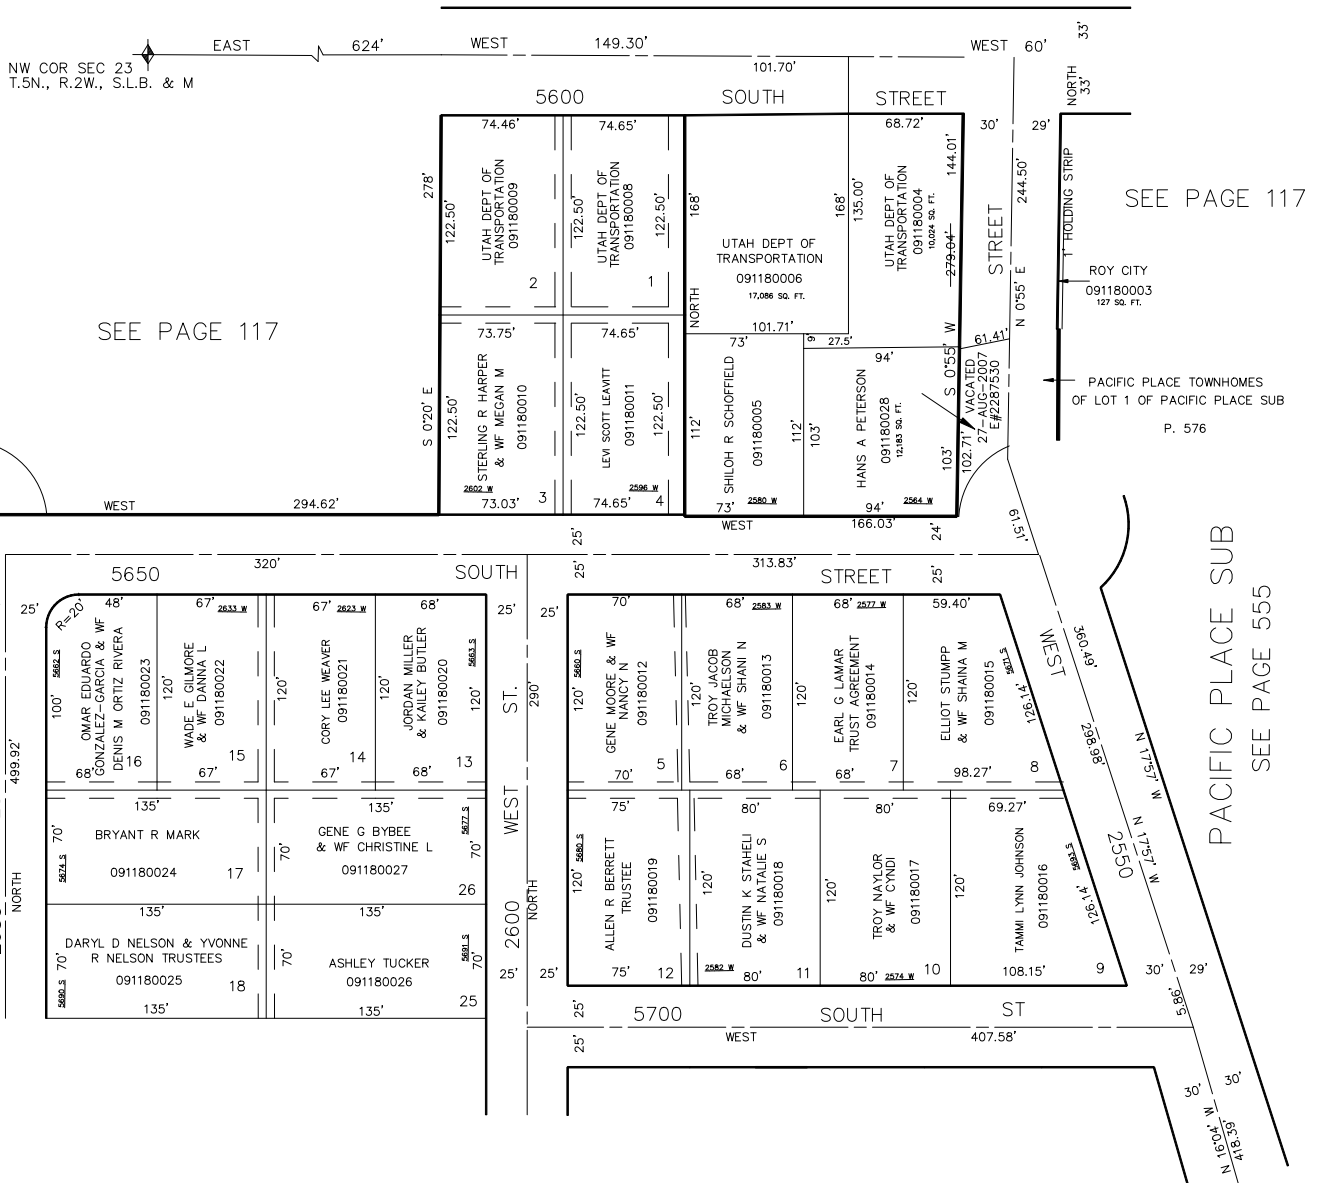 EAST 624'
WEST 149.30'
WEST 60'
33'
NORTH
33'
NW COR SEC 23
T.5N., R.2W., S.L.B. & M
101.70'
5600 SOUTH STREET
74.46'
74.65'
68.72'
30'
29'
278'
122.50'
UTAH DEPT OF
TRANSPORTATION
091180009
2
122.50'
UTAH DEPT OF
TRANSPORTATION
091180008
122.50'
1
168'
NORTH
UTAH DEPT OF
TRANSPORTATION
091180006
17,086 SQ. FT.
101.71'
168'
135.00'
UTAH DEPT OF
TRANSPORTATION
091180004
10,024 SQ. FT.
144.01'
279.04'
S 0°55' W
STREET
244.50'
N 0°55' E
1' HOLDING STRIP
SEE PAGE 117
ROY CITY
091180003
127 SQ. FT.
SEE PAGE 117
S 0°20' E
73.75'
122.50'
STERLING R HARPER
& WF MEGAN M
091180010
2602 W
73.03'
3
74.65'
122.50'
LEVI SCOTT LEAVITT
091180011
122.50'
2596 W
74.65'
4
73'
9'
27.5'
94'
112'
SHILOH R SCHOFFIELD
091180005
112'
73'
2580 W
103'
HANS A PETERSON
091180028
12,183 SQ. FT.
103'
94'
2564 W
61.41'
VACATED
27-AUG-2007
E#2287530
102.71'
PACIFIC PLACE TOWNHOMES
OF LOT 1 OF PACIFIC PLACE SUB
P. 576
WEST 294.62'
WEST 166.03'
25'
24'
61.51'
320'
313.83'
25'
25'
5650 SOUTH STREET
25'
R=20'
48'
67'
2633 W
67'
2623 W
68'
25'
25'
70'
68'
2583 W
68'
2577 W
59.40'
5662 S
100'
OMAR EDUARDO
GONZALEZ-GARCIA & WF
DENIS M ORTIZ RIVERA
091180023
68'
16
120'
WADE E GILMORE
& WF DANNA L
091180022
67'
15
120'
CORY LEE WEAVER
091180021
67'
14
120'
JORDAN MILLER
& KAILEY BUTLER
091180020
5663 S
120'
68'
13
290'
5660 S
120'
GENE MOORE & WF
NANCY N
091180012
70'
5
120'
TROY JACOB
MICHAELSON
& WF SHANI N
091180013
68'
6
120'
EARL G LAMAR
TRUST AGREEMENT
091180014
68'
7
120'
ELLIOT STUMPP
& WF SHAINA M
091180015
5671 S
126.14'
98.27'
8
WEST
360.49'
298.98'
N 17°57' W
N 17°57' W
2550
PACIFIC PLACE SUB
SEE PAGE 555
499.92'
NORTH
135'
70'
5674 S
BRYANT R MARK
091180024
17
135'
135'
70'
GENE G BYBEE
& WF CHRISTINE L
091180027
5677 S
70'
26
135'
DARYL D NELSON & YVONNE
R NELSON TRUSTEES
091180025
70'
5690 S
18
135'
70'
ASHLEY TUCKER
091180026
5691 S
70'
25
135'
2600 WEST ST.
NORTH
25'
25'
75'
5680 S
120'
ALLEN R BERRETT
TRUSTEE
091180019
75'
12
80'
120'
DUSTIN K STAHELI
& WF NATALIE S
091180018
2582 W
80'
11
80'
120'
TROY NAYLOR
& WF CYNDI
091180017
80'
2574 W
10
69.27'
120'
TAMMI LYNN JOHNSON
091180016
5693 S
126.14'
108.15'
9
30'
29'
5.86'
25'
5700 SOUTH ST
WEST 407.58'
25'
30'
30'
N 16°04' W
418.39'